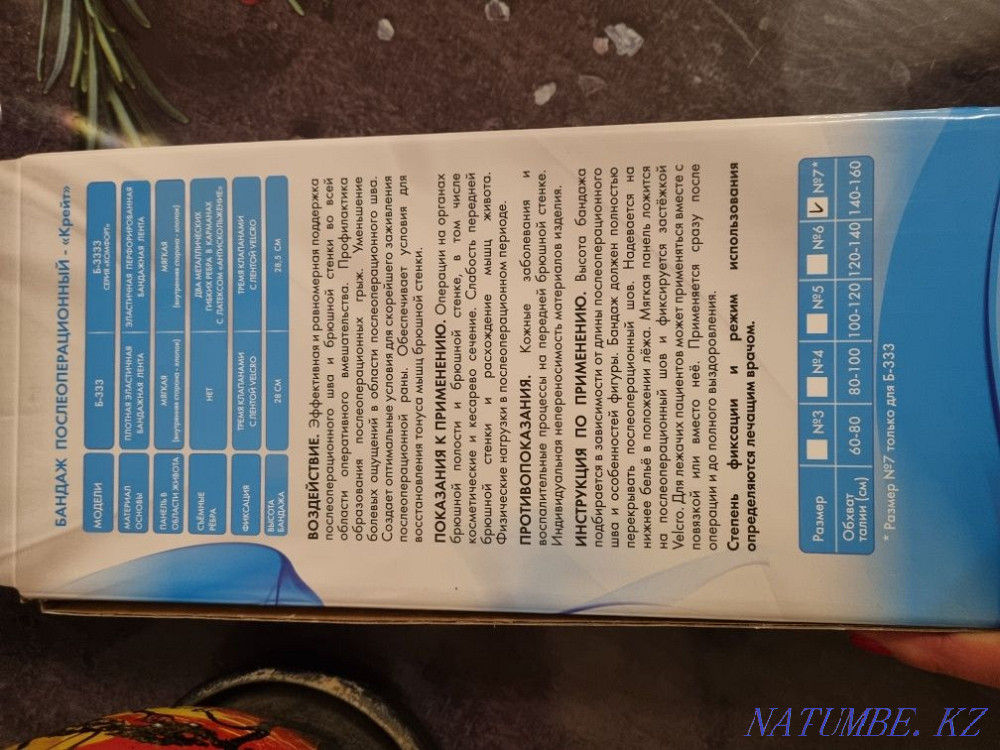 БАНДАЖ ПОСЛЕОПЕРАЦИОННЫЙ - «Крейт»
МОДЕЛИ Б-333 Б-3333 СЕРИЯ «КОМФОРТ»
МАТЕРИАЛ ОСНОВЫ ПЛОТНАЯ ЭЛАСТИЧНАЯ БАНДАЖНАЯ ЛЕНТА ЭЛАСТИЧНАЯ ПЕРФОРИРОВАННАЯ БАНДАЖНАЯ ЛЕНТА
ПАНЕЛЬ В ОБЛАСТИ ЖИВОТА МЯГКАЯ (внутренняя сторона - хлопок) МЯГКАЯ (внутренняя сторона - хлопок)
СЪЁМНЫЕ РЁБРА НЕТ ДВА МЕТАЛЛИЧЕСКИХ ГИБКИХ РЕБРА В КАРМАНАХ С ЛАТЕКСОМ «АНТИСКОЛЬЖЕНИЕ»
ФИКСАЦИЯ ТРЕМЯ КЛАПАНАМИ С ЛЕНТОЙ VELCRO ТРЕМЯ КЛАПАНАМИ С ЛЕНТОЙ VELCRO
ВЫСОТА БАНДАЖА 28 СМ 28,5 СМ
ВОЗДЕЙСТВИЕ. Эффективная и равномерная поддержка
послеоперационного шва и брюшной стенки во всей
области оперативного вмешательства. Профилактика
образования послеоперационных грыж. Уменьшение
болевых ощущений в области послеоперационного шва.
Создает оптимальные условия для скорейшего заживления
послеоперационной раны. Обеспечивает условия для
восстановления тонуса мышц брюшной стенки.
ПОКАЗАНИЯ К ПРИМЕНЕНИЮ. Операции на органах
брюшной полости и брюшной стенке, в том числе
косметические и кесарево сечение. Слабость передней
брюшной стенки и расхождение мышц живота.
Физические нагрузки в послеоперационном периоде.
ПРОТИВОПОКАЗАНИЯ. Кожные заболевания и
воспалительные процессы на передней брюшной стенке.
Индивидуальная непереносимость материалов изделия.
ИНСТРУКЦИЯ ПО ПРИМЕНЕНИЮ. Высота бандажа
подбирается в зависимости от длины послеоперационного
шва и особенностей фигуры. Бандаж должен полностью
перекрывать послеоперационный шов. Надевается на
нижнее бельё в положении лёжа. Мягкая панель ложится
на послеоперационный шов и фиксируется застёжкой
Velcro. Для лежачих пациентов может применяться вместе с
повязкой или вместо неё. Применяется сразу после
операции и до полного выздоровления.
Степень фиксации и режим использования
определяются лечащим врачом.
Размер №3 №4 №5 №6 №7*
Обхват талии (см) 60-80 80-100 100-120 120-140 140-160
* Размер №7 только для Б-333
NATUMBE. KZ